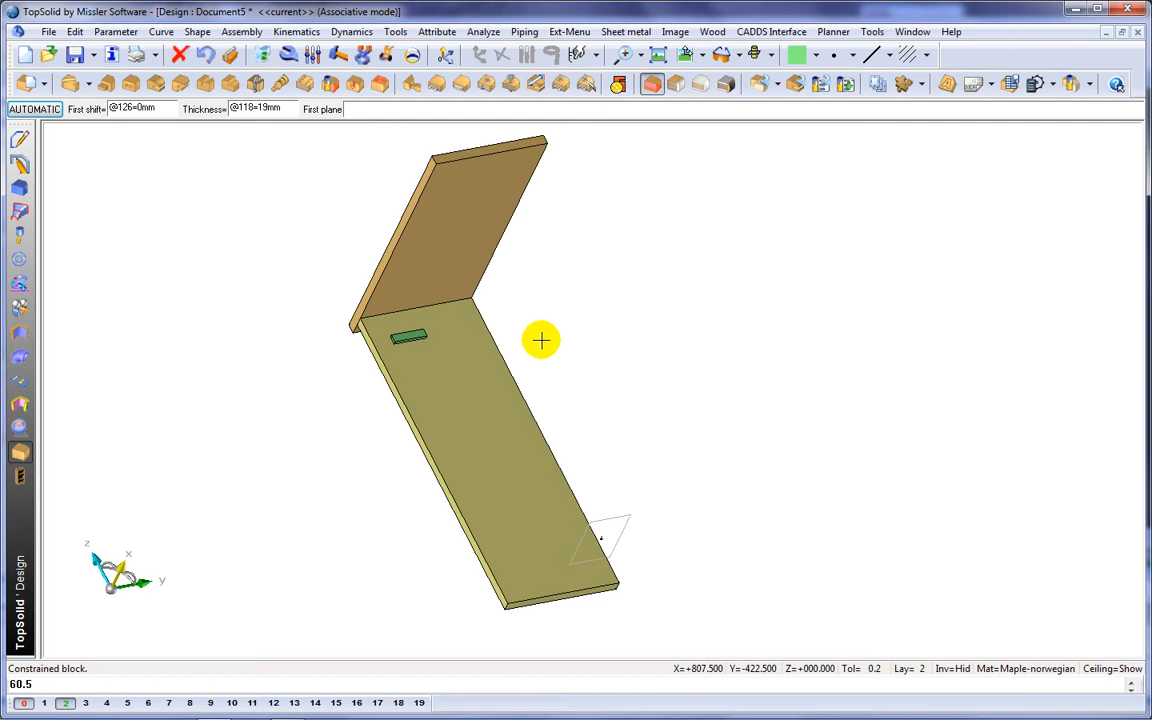 TopSolid by Missler Software - [Design : Document5 *  <<current>> (Associative mode)]
File Edit Parameter Curve Shape Assembly Kinematics Dynamics Tools Attribute Analyze Piping Ext-Menu Sheet metal Image Wood CADDS Interface Planner Tools Window Help
AUTOMATIC First shift= @126=0mm Thickness= @118=19mm First plane
z
x
y
TopSolid'Design
Constrained block. X=+807.500 Y=-422.500 Z=+000.000 Tol= 0.2 Lay= 2 Inv=Hid Mat=Maple-norwegian Ceiling=Show
60.5
0 1 2 3 4 5 6 7 8 9 10 11 12 13 14 15 16 17 18 19